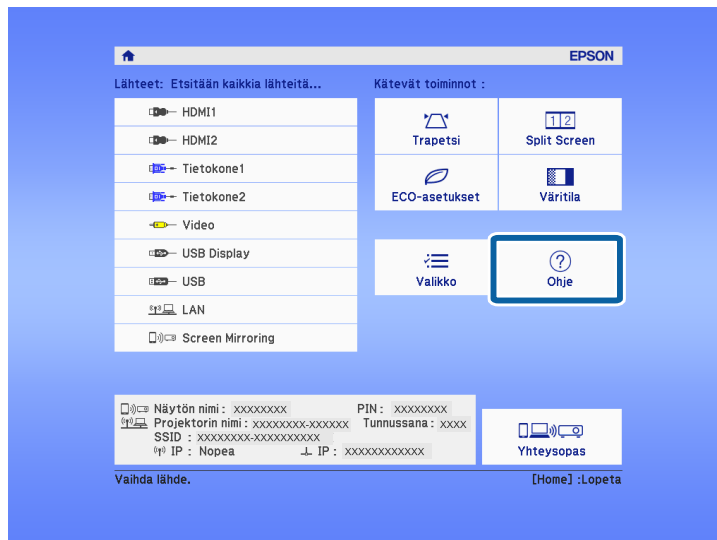 EPSON
Lähteet: Etsitään kaikkia lähteitä...
HDMI1
HDMI2
Tietokone1
Tietokone2
Video
USB Display
USB
LAN
Screen Mirroring
Kätevät toiminnot :
Trapetsi
1 2
Split Screen
ECO-asetukset
Väritila
Valikko
?
Ohje
Näytön nimi : XXXXXXXX PIN : XXXXXXXX
Projektorin nimi : XXXXXXXX-XXXXXX Tunnussana : XXXX
SSID : XXXXXXXX-XXXXXXXXXX
IP : Nopea IP : XXXXXXXXXXXX
Yhteysopas
Vaihda lähde. [Home] :Lopeta